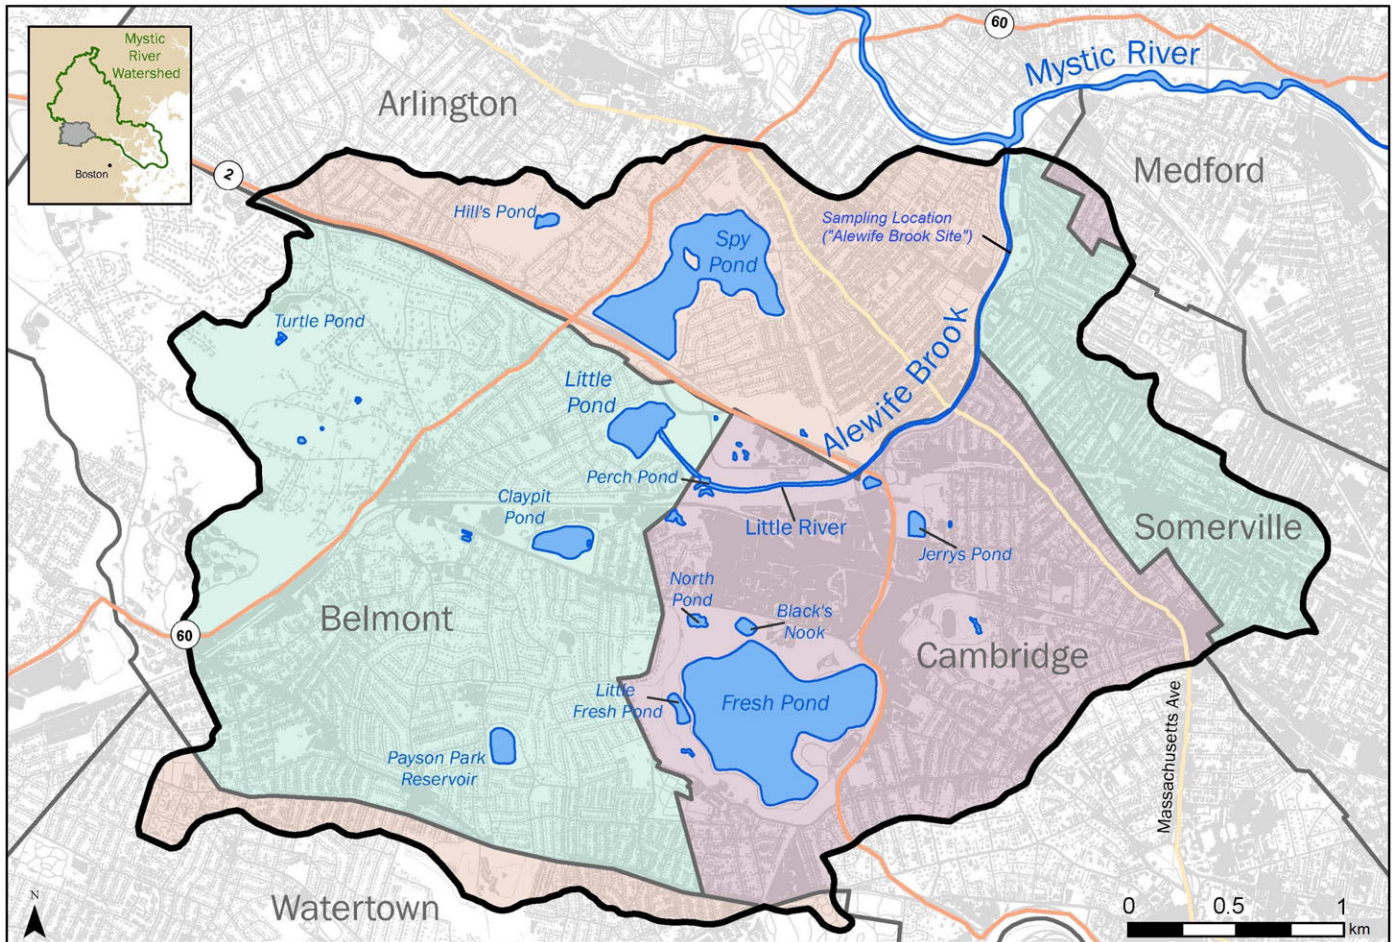 Mystic
River
Watershed
Boston
60
Mystic River
Arlington
Medford
2
Hill's Pond
Sampling Location
("Alewife Brook Site")
Spy
Pond
Turtle Pond
Alewife Brook
Little
Pond
Perch Pond
Claypit
Pond
Little River
Somerville
Jerrys Pond
North
Pond
Black's
Nook
Belmont
60
Cambridge
Little
Fresh Pond
Fresh Pond
Payson Park
Reservoir
Massachusetts Ave
Watertown
N
0 0.5 1
km